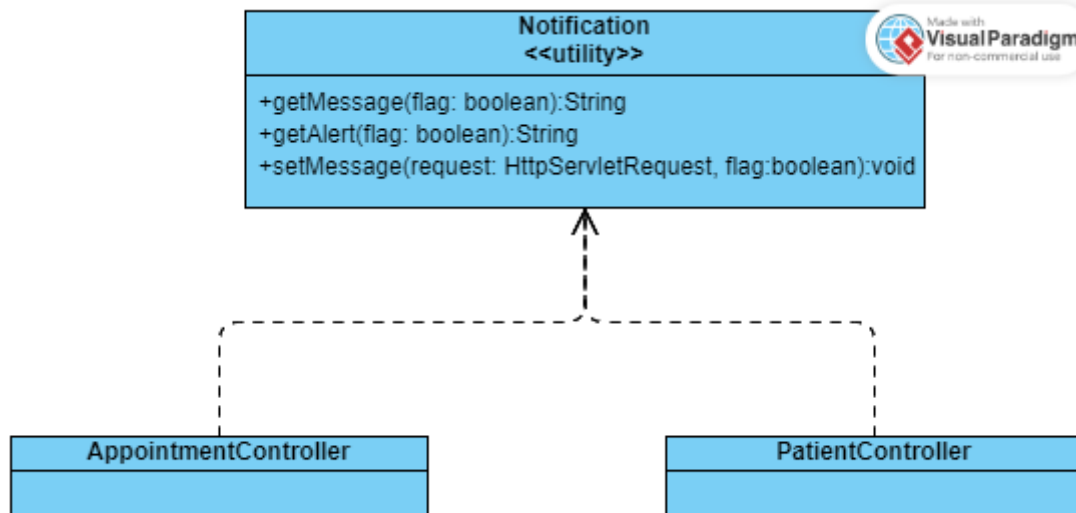 Notification
<<utility>>
Made with
Visual Paradigm
For non-commercial use
+getMessage(flag: boolean):String
+getAlert(flag: boolean):String
+setMessage(request: HttpServletRequest, flag:boolean):void
AppointmentController
PatientController